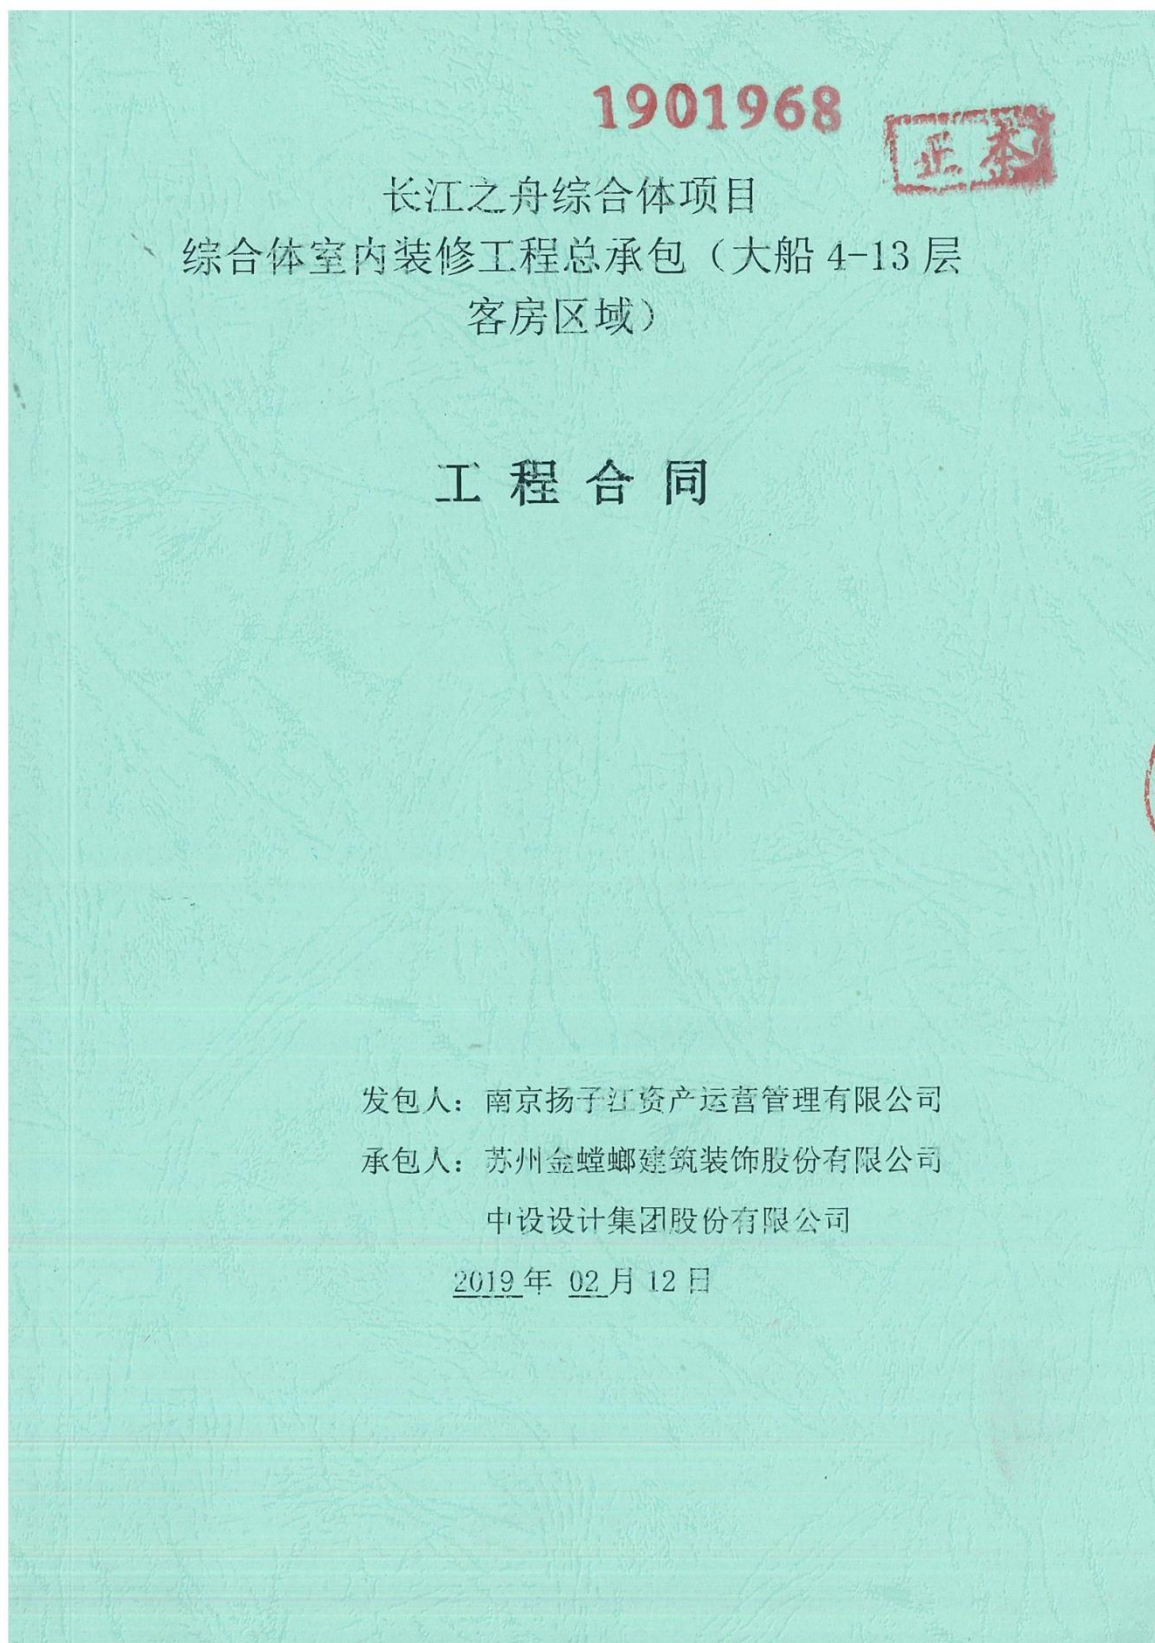 1901968
正本
长江之舟综合体项目
综合体室内装修工程总承包（大船 4-13 层
客房区域）
工 程 合 同
发包人：南京扬子江资产运营管理有限公司
承包人：苏州金螳螂建筑装饰股份有限公司
中设设计集团股份有限公司
2019 年 02 月 12 日